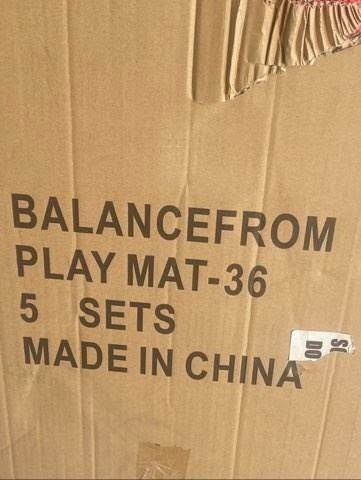 BALANCEFROM
PLAY MAT-36
5 SETS
MADE IN CHINA